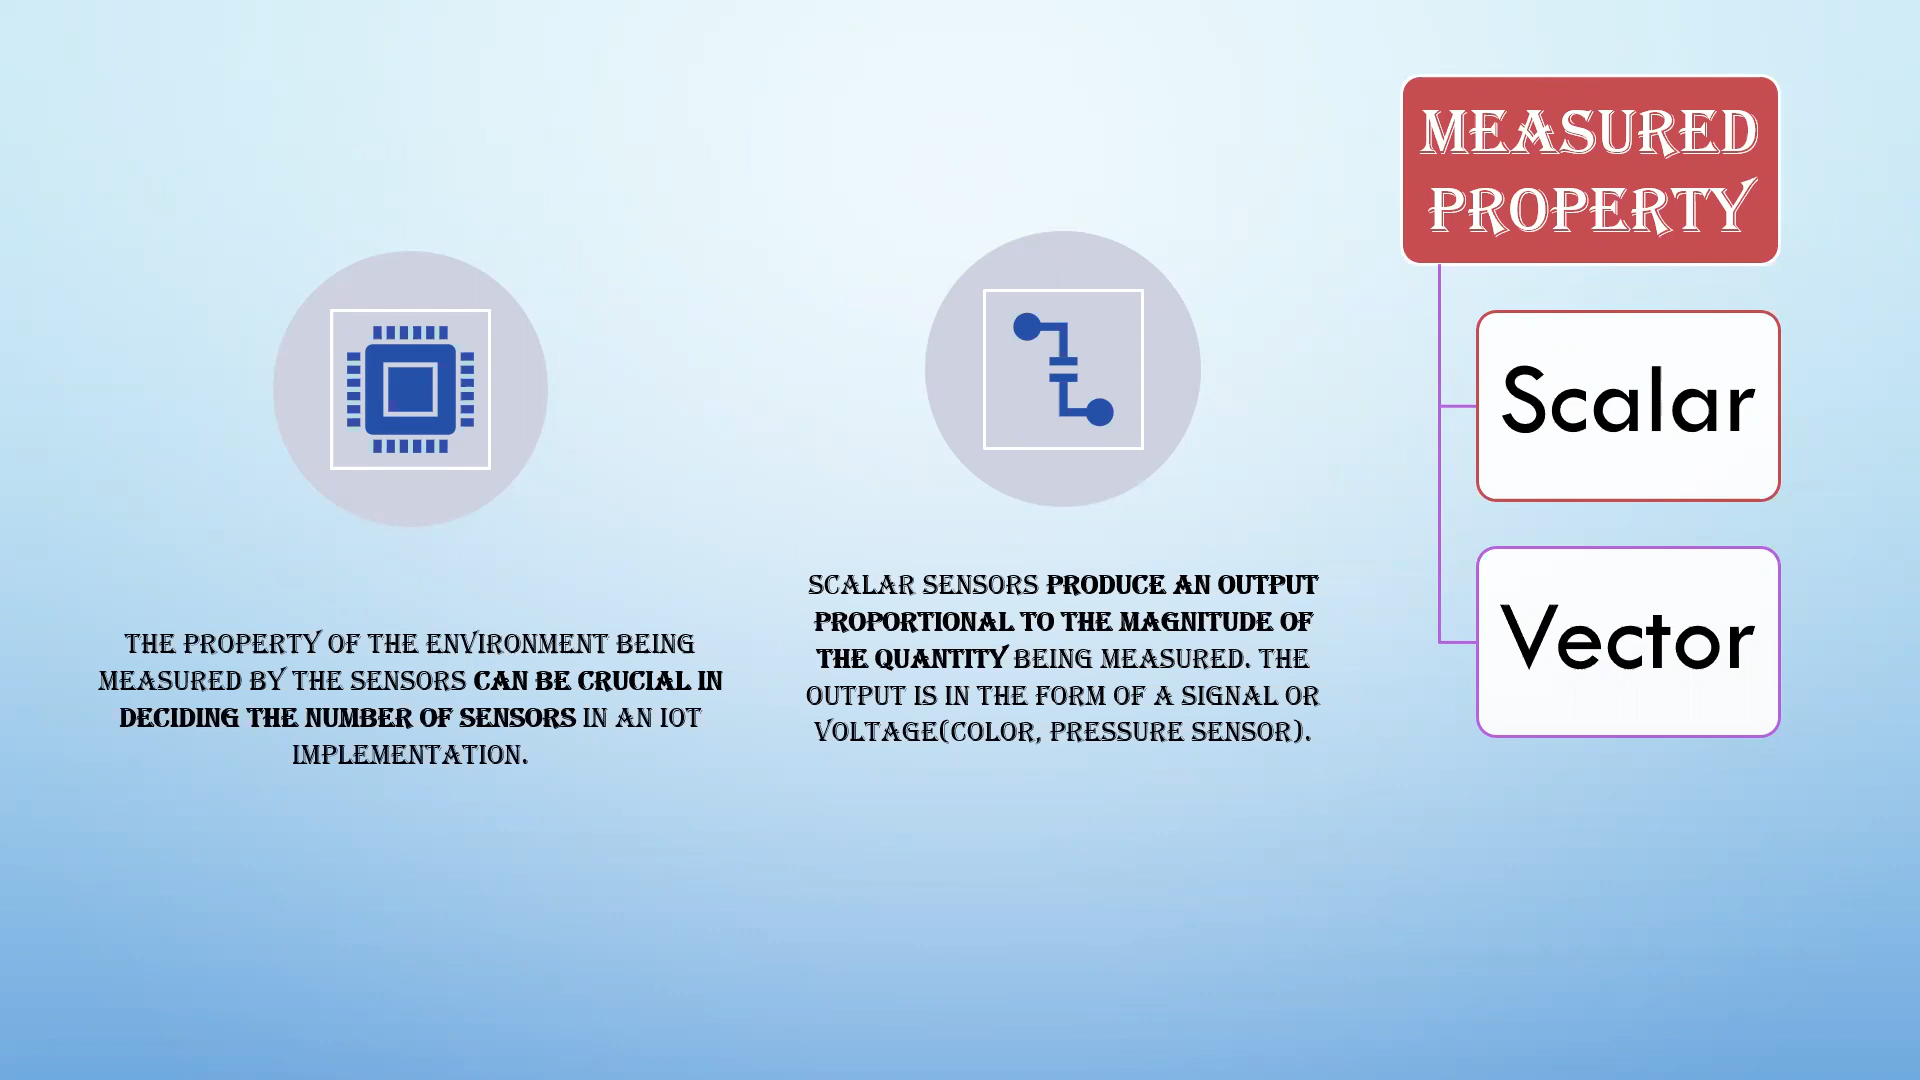 MEASURED
PROPERTY
Scalar
Vector
THE PROPERTY OF THE ENVIRONMENT BEING
MEASURED BY THE SENSORS CAN BE CRUCIAL IN
DECIDING THE NUMBER OF SENSORS IN AN IOT
IMPLEMENTATION.
SCALAR SENSORS PRODUCE AN OUTPUT
PROPORTIONAL TO THE MAGNITUDE OF
THE QUANTITY BEING MEASURED. THE
OUTPUT IS IN THE FORM OF A SIGNAL OR
VOLTAGE(COLOR, PRESSURE SENSOR).